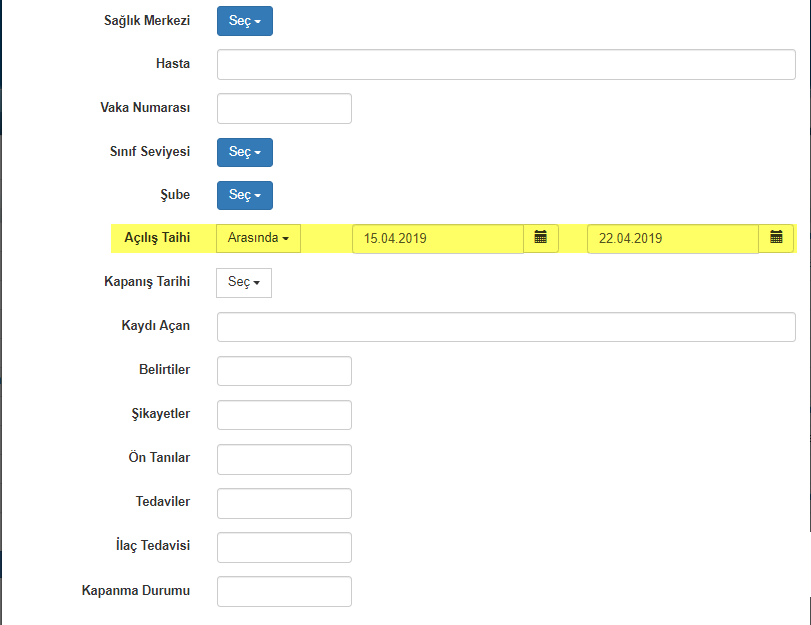 Sağlık Merkezi Seç
Hasta
Vaka Numarası
Sınıf Seviyesi Seç
Şube Seç
Açılış Taihi Arasında 15.04.2019 22.04.2019
Kapanış Tarihi Seç
Kaydı Açan
Belirtiler
Şikayetler
Ön Tanılar
Tedaviler
İlaç Tedavisi
Kapanma Durumu